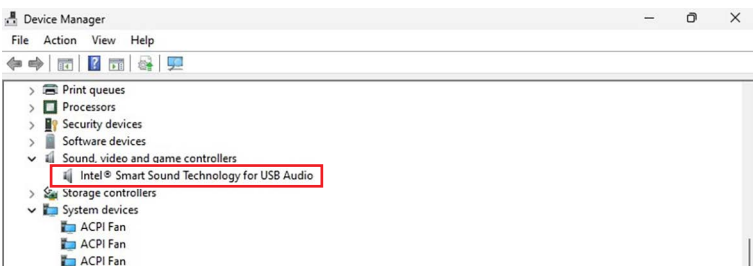 Device Manager
File Action View Help
Print queues
Processors
Security devices
Software devices
Sound, video and game controllers
Intel® Smart Sound Technology for USB Audio
Storage controllers
System devices
ACPI Fan
ACPI Fan
ACPI Fan